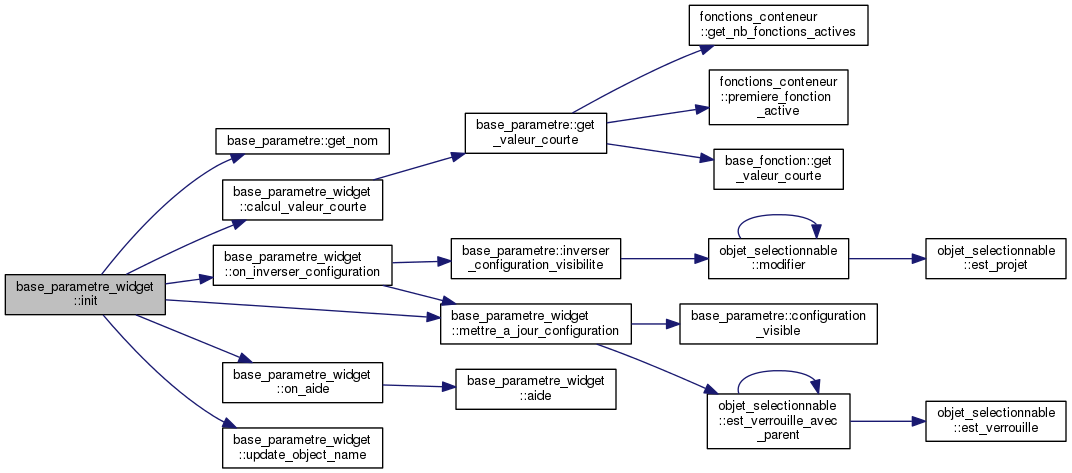 base_parametre_widget
::init
base_parametre::get_nom
base_parametre_widget
::calcul_valeur_courte
base_parametre_widget
::on_inverser_configuration
base_parametre_widget
::on_aide
base_parametre_widget
::update_object_name
base_parametre::get
_valeur_courte
base_parametre::inverser
_configuration_visibilite
base_parametre_widget
::mettre_a_jour_configuration
base_parametre_widget
::aide
fonctions_conteneur
::get_nb_fonctions_actives
fonctions_conteneur
::premiere_fonction
_active
base_fonction::get
_valeur_courte
objet_selectionnable
::modifier
base_parametre::configuration
_visible
objet_selectionnable
::est_verrouille_avec
_parent
objet_selectionnable
::est_projet
objet_selectionnable
::est_verrouille